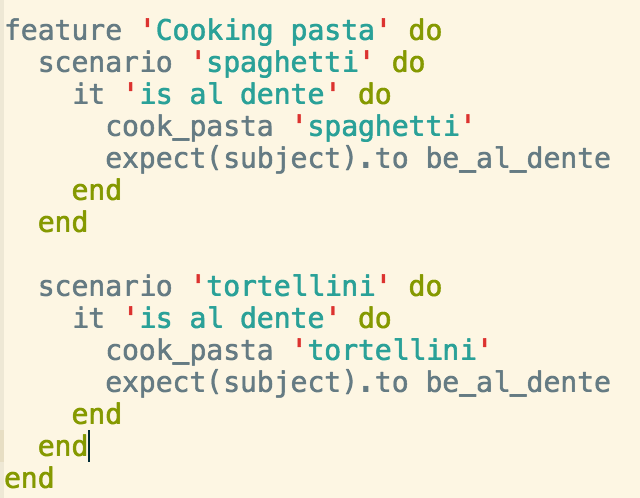 feature 'Cooking pasta' do
  scenario 'spaghetti' do
    it 'is al dente' do
      cook_pasta 'spaghetti'
      expect(subject).to be_al_dente
    end
  end

  scenario 'tortellini' do
    it 'is al dente' do
      cook_pasta 'tortellini'
      expect(subject).to be_al_dente
    end
  end
end